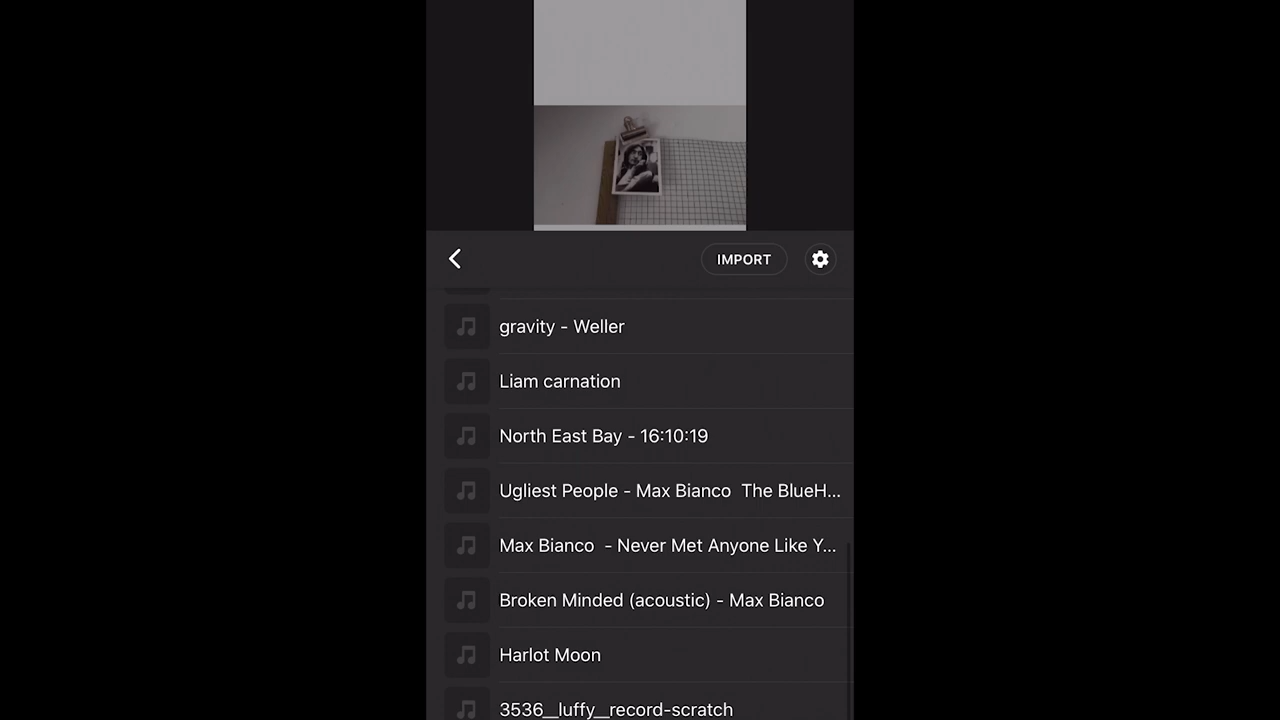 IMPORT
gravity - Weller
Liam carnation
North East Bay - 16:10:19
Ugliest People - Max Bianco  The BlueH...
Max Bianco  - Never Met Anyone Like Y...
Broken Minded (acoustic) - Max Bianco
Harlot Moon
3536__luffy__record-scratch